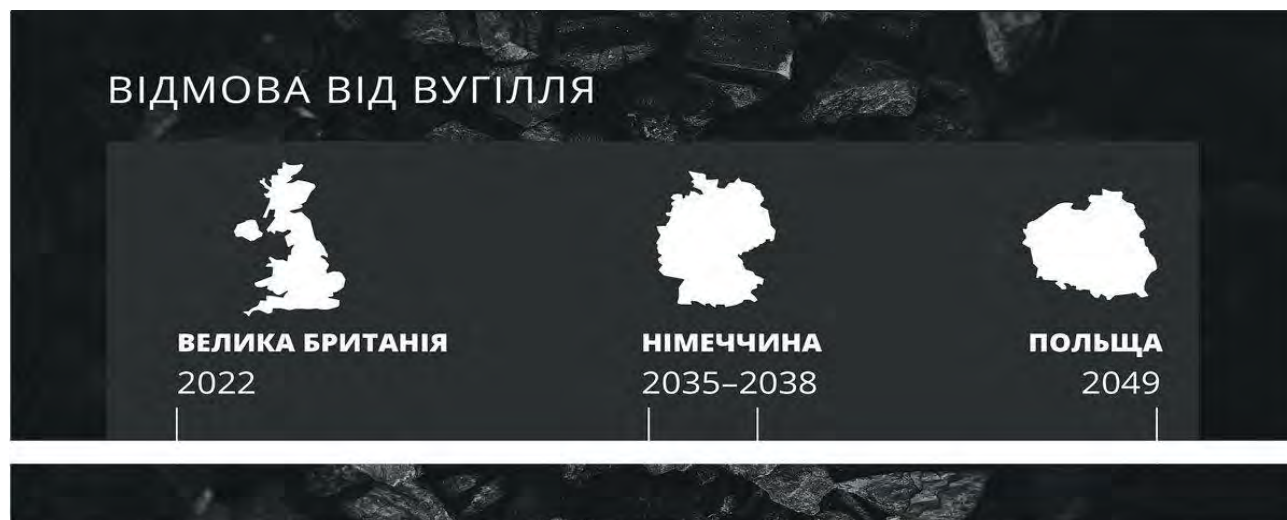 ВІДМОВА ВІД ВУГІЛЛЯ
ВЕЛИКА БРИТАНІЯ
2022
НІМЕЧЧИНА
2035–2038
ПОЛЬЩА
2049